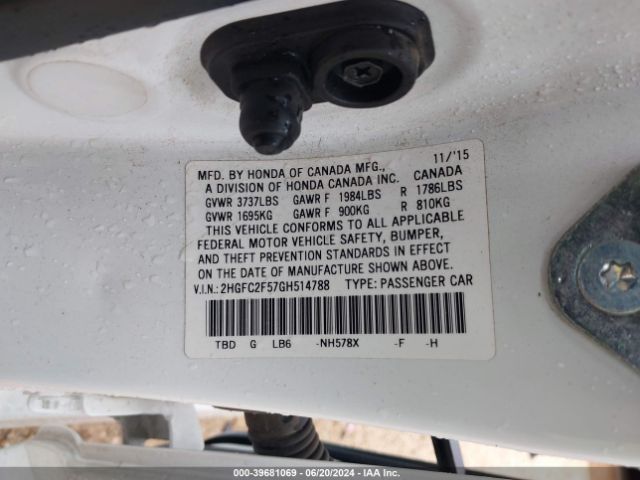 MFD. BY HONDA OF CANADA MFG., 11/'15
A DIVISION OF HONDA CANADA INC. CANADA
GVWR 3737LBS GAWR F 1984LBS R 1786LBS
GVWR 1695KG GAWR F 900KG R 810KG
THIS VEHICLE CONFORMS TO ALL APPLICABLE
FEDERAL MOTOR VEHICLE SAFETY, BUMPER,
AND THEFT PREVENTION STANDARDS IN EFFECT
ON THE DATE OF MANUFACTURE SHOWN ABOVE.
V.I.N.: 2HGFC2F57GH514788 TYPE: PASSENGER CAR
TBD G LB6 -NH578X -F -H
000-39681069 | 06/20/2024 | IAA Inc.